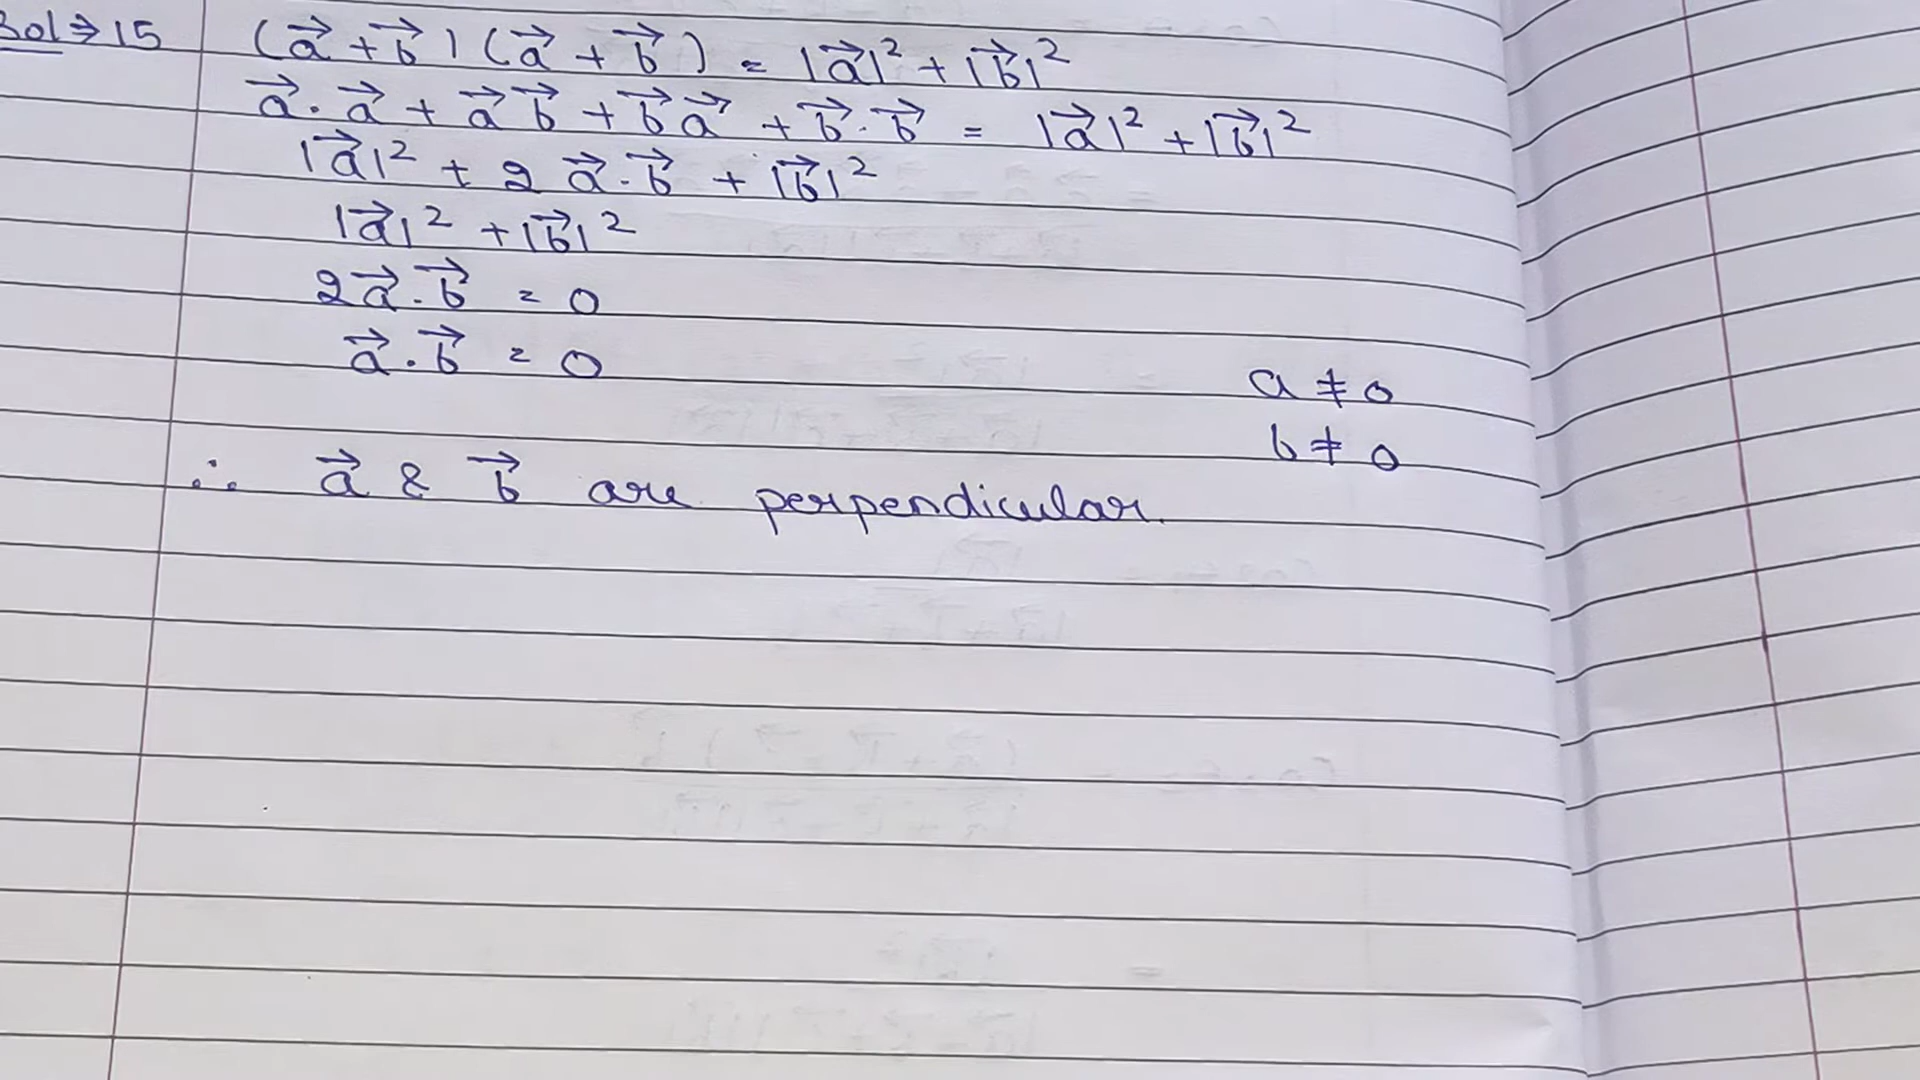 Sol ⇒ 15 (a⃗ + b⃗) (a⃗ + b⃗) = |a⃗|² + |b⃗|²
a⃗ . a⃗ + a⃗ b⃗ + b⃗ a⃗ + b⃗ . b⃗ = |a⃗|² + |b⃗|²
|a⃗|² + 2 a⃗ . b⃗ + |b⃗|²
|a⃗|² + |b⃗|²
2a⃗ . b⃗ = 0
a⃗ . b⃗ = 0
a ≠ 0
b ≠ 0
∴ a⃗ & b⃗ are perpendicular.